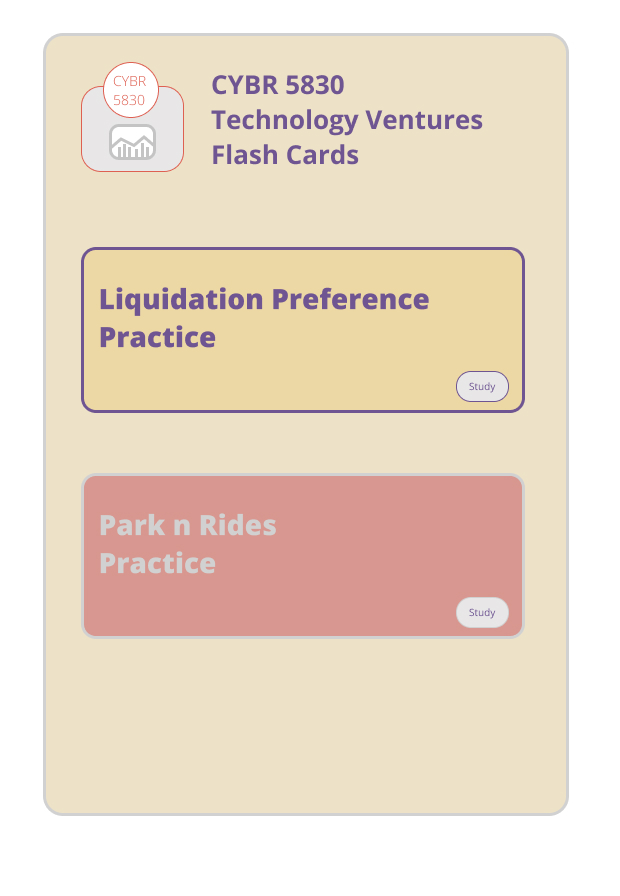 CYBR
5830
CYBR 5830
Technology Ventures
Flash Cards
Liquidation Preference
Practice
Study
Park n Rides
Practice
Study